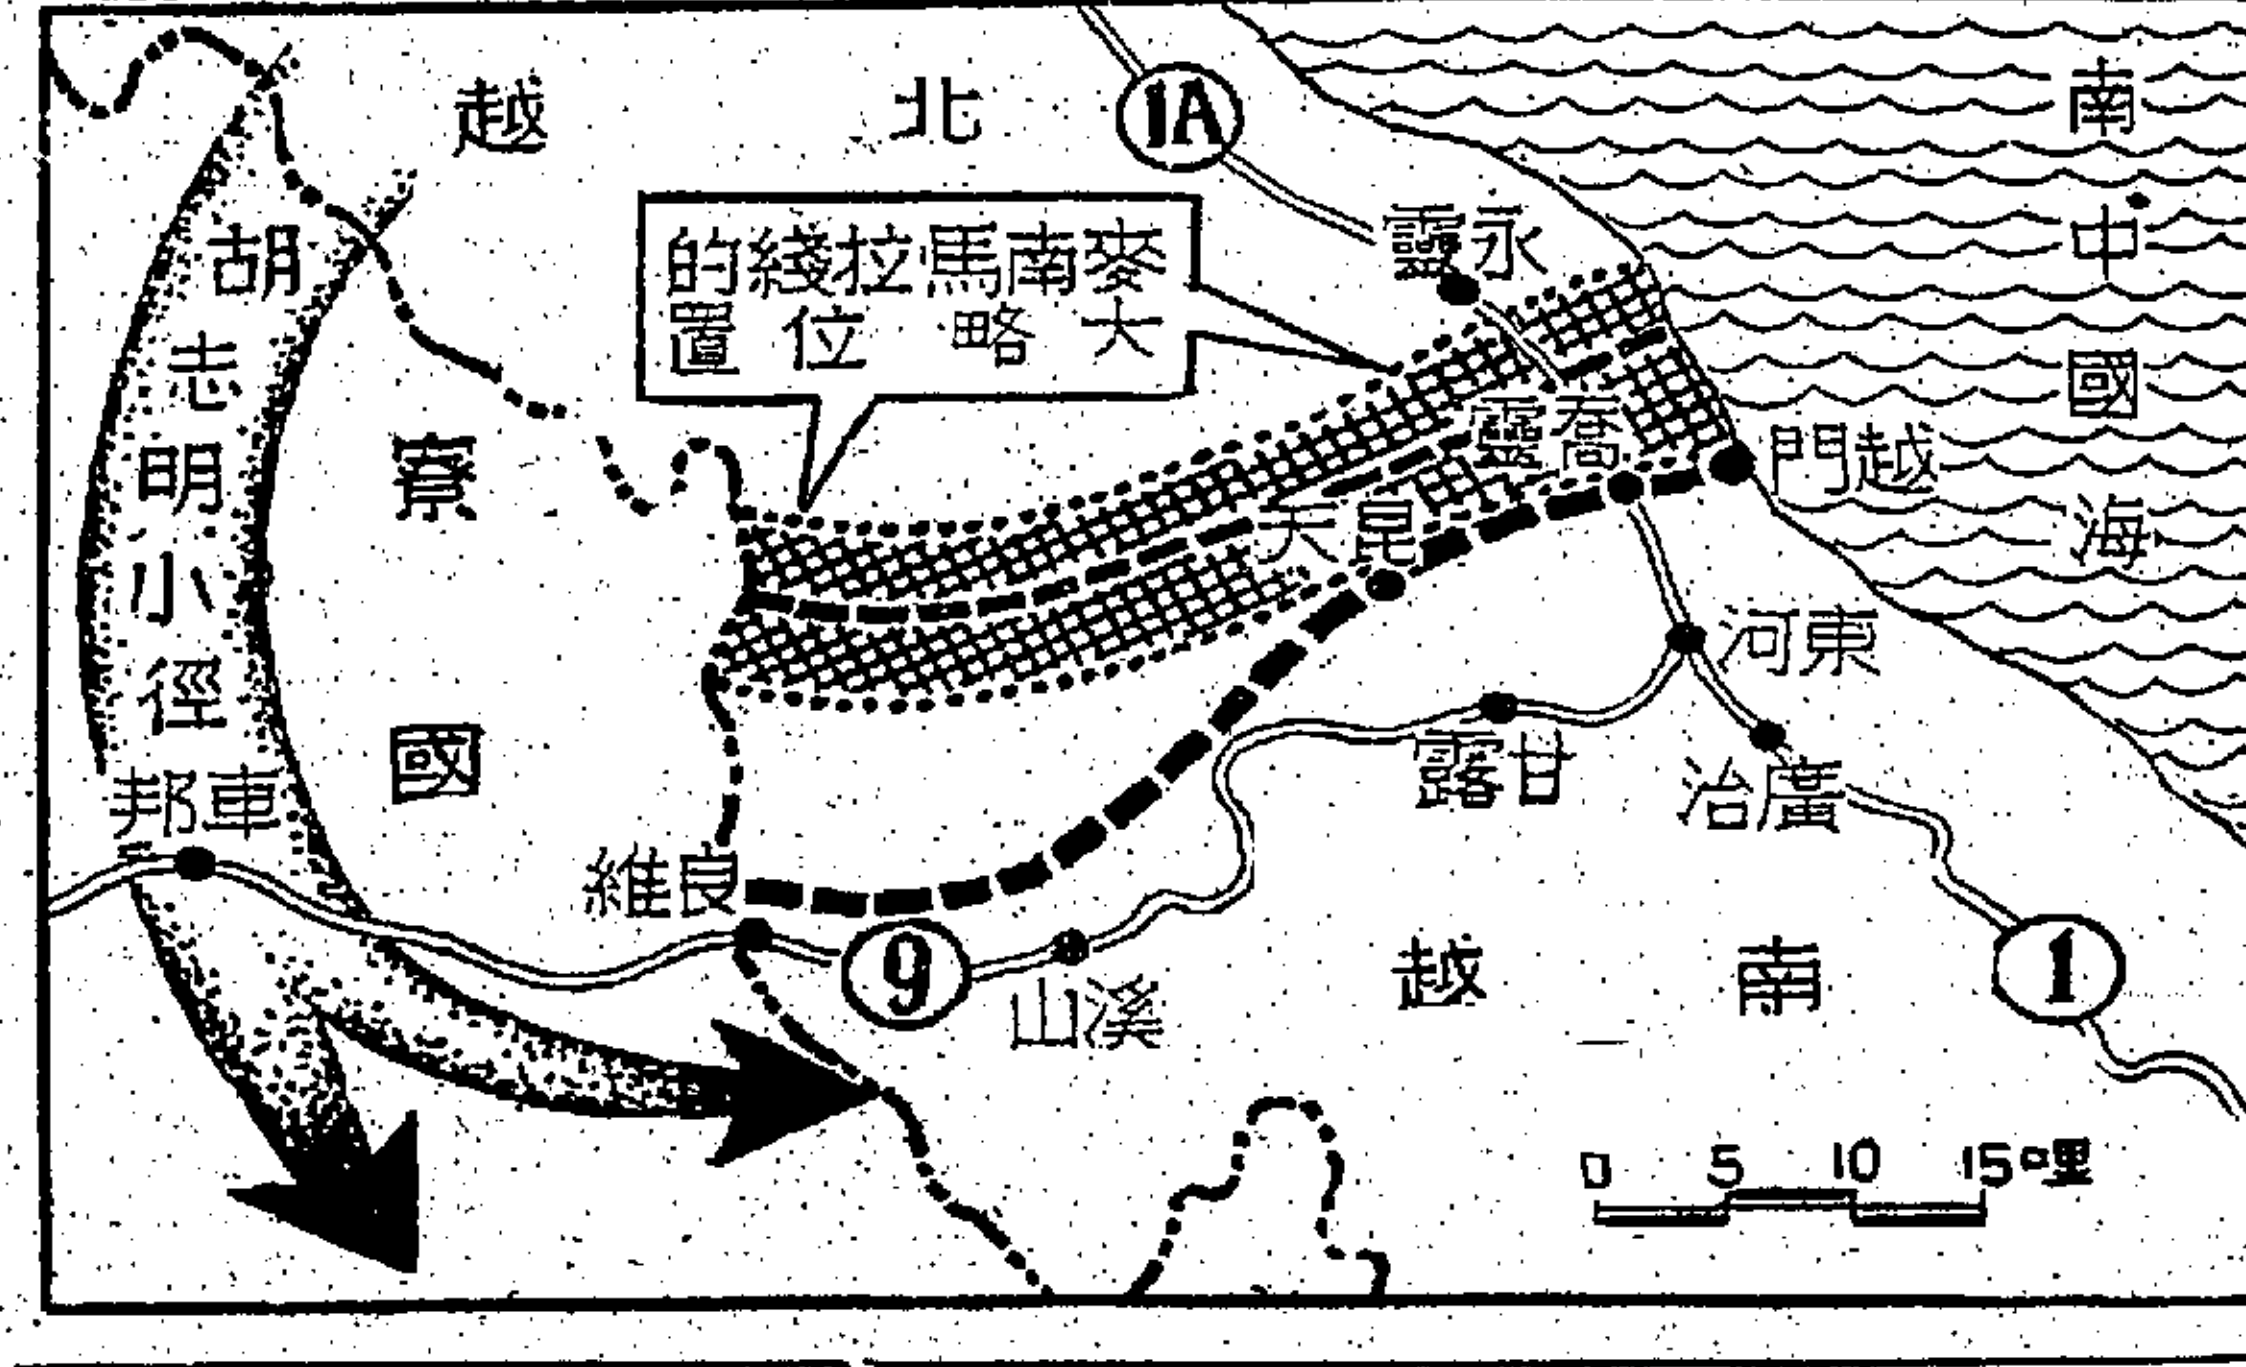 北越
1A
南中國海
麥南馬拉綫的
大略位置
永靈
胡志明小徑
喬靈
越門
昆天
寮國
東河
甘露
廣治
車邦
良維
9
溪山
南越
1
0 5 10 15哩